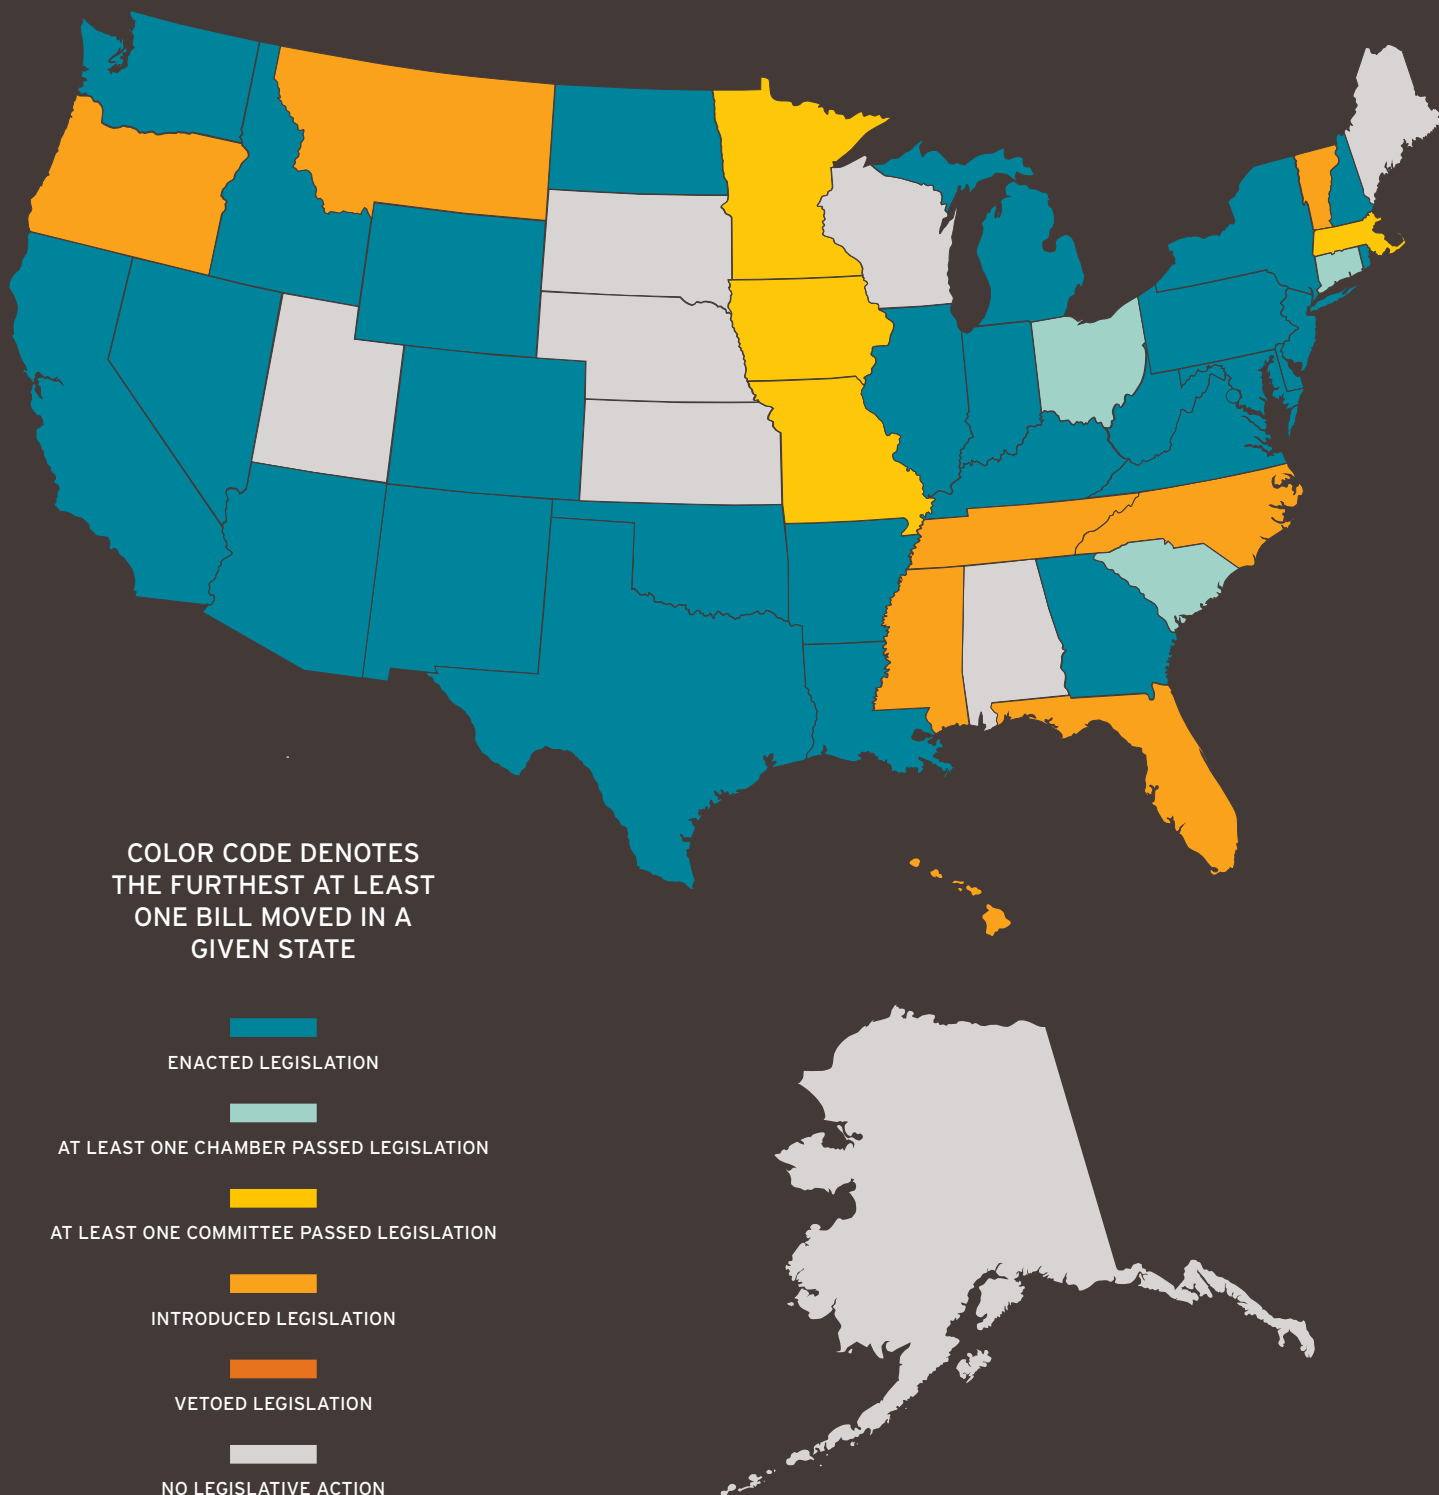 COLOR CODE DENOTES
THE FURTHEST AT LEAST
ONE BILL MOVED IN A
GIVEN STATE
ENACTED LEGISLATION
AT LEAST ONE CHAMBER PASSED LEGISLATION
AT LEAST ONE COMMITTEE PASSED LEGISLATION
INTRODUCED LEGISLATION
VETOED LEGISLATION
NO LEGISLATIVE ACTION